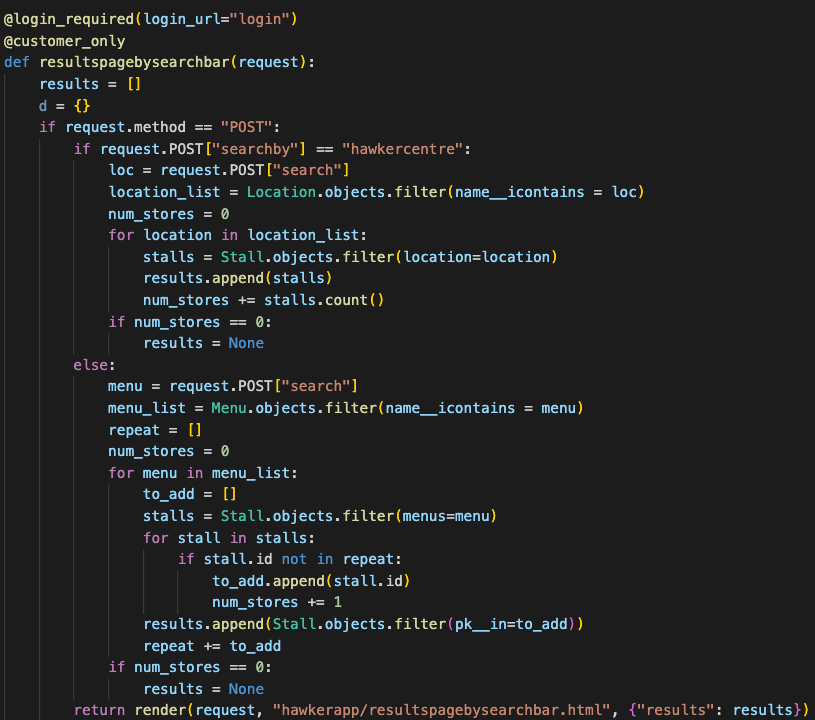 @login_required(login_url="login")
@customer_only
def resultspagebysearchbar(request):
    results = []
    d = {}
    if request.method == "POST":
        if request.POST["searchby"] == "hawkercentre":
            loc = request.POST["search"]
            location_list = Location.objects.filter(name__icontains = loc)
            num_stores = 0
            for location in location_list:
                stalls = Stall.objects.filter(location=location)
                results.append(stalls)
                num_stores += stalls.count()
            if num_stores == 0:
                results = None
        else:
            menu = request.POST["search"]
            menu_list = Menu.objects.filter(name__icontains = menu)
            repeat = []
            num_stores = 0
            for menu in menu_list:
                to_add = []
                stalls = Stall.objects.filter(menus=menu)
                for stall in stalls:
                    if stall.id not in repeat:
                        to_add.append(stall.id)
                        num_stores += 1
                results.append(Stall.objects.filter(pk__in=to_add))
                repeat += to_add
            if num_stores == 0:
                results = None
        return render(request, "hawkerapp/resultspagebysearchbar.html", {"results": results})